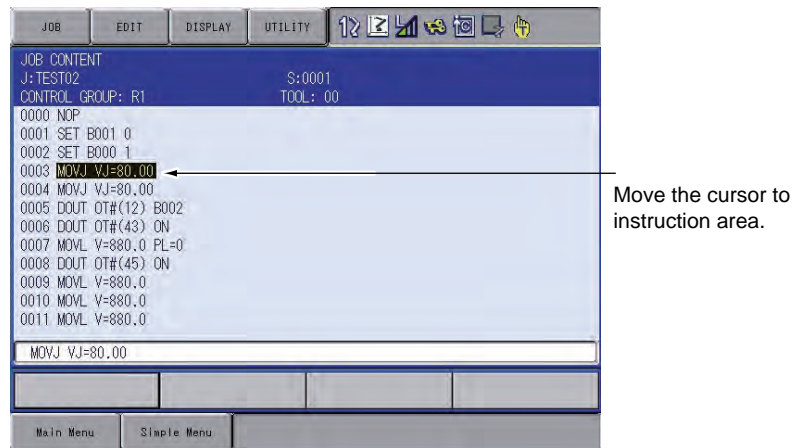 JOB EDIT DISPLAY UTILITY
JOB CONTENT
J:TEST02 S:0001
CONTROL GROUP: R1 TOOL: 00
0000 NOP
0001 SET B001 0
0002 SET B000 1
0003 MOVJ VJ=80.00
0004 MOVJ VJ=80.00
0005 DOUT OT#(12) B002
0006 DOUT OT#(43) ON
0007 MOVL V=880.0 PL=0
0008 DOUT OT#(45) ON
0009 MOVL V=880.0
0010 MOVL V=880.0
0011 MOVL V=880.0
MOVJ VJ=80.00
Main Menu Simple Menu
Move the cursor to
instruction area.